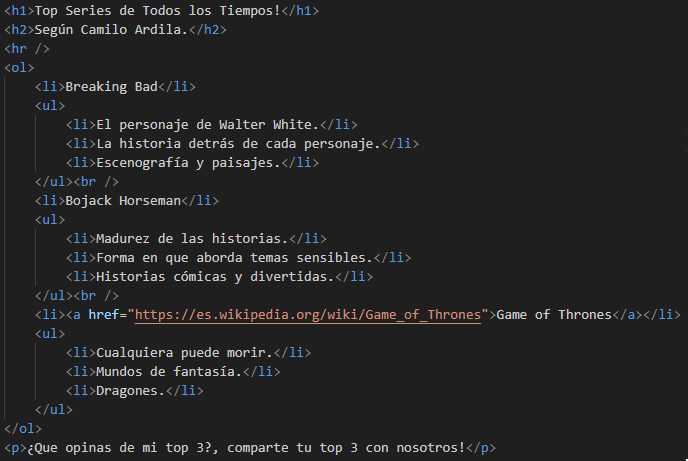 <h1>Top Series de Todos los Tiempos!</h1>
<h2>Según Camilo Ardila.</h2>
<hr />
<ol>
    <li>Breaking Bad</li>
    <ul>
        <li>El personaje de Walter White.</li>
        <li>La historia detrás de cada personaje.</li>
        <li>Escenografía y paisajes.</li>
    </ul><br />
    <li>Bojack Horseman</li>
    <ul>
        <li>Madurez de las historias.</li>
        <li>Forma en que aborda temas sensibles.</li>
        <li>Historias cómicas y divertidas.</li>
    </ul><br />
    <li><a href="https://es.wikipedia.org/wiki/Game_of_Thrones">Game of Thrones</a></li>
    <ul>
        <li>Cualquiera puede morir.</li>
        <li>Mundos de fantasía.</li>
        <li>Dragones.</li>
    </ul>
</ol>
<p>¿Que opinas de mi top 3?, comparte tu top 3 con nosotros!</p>